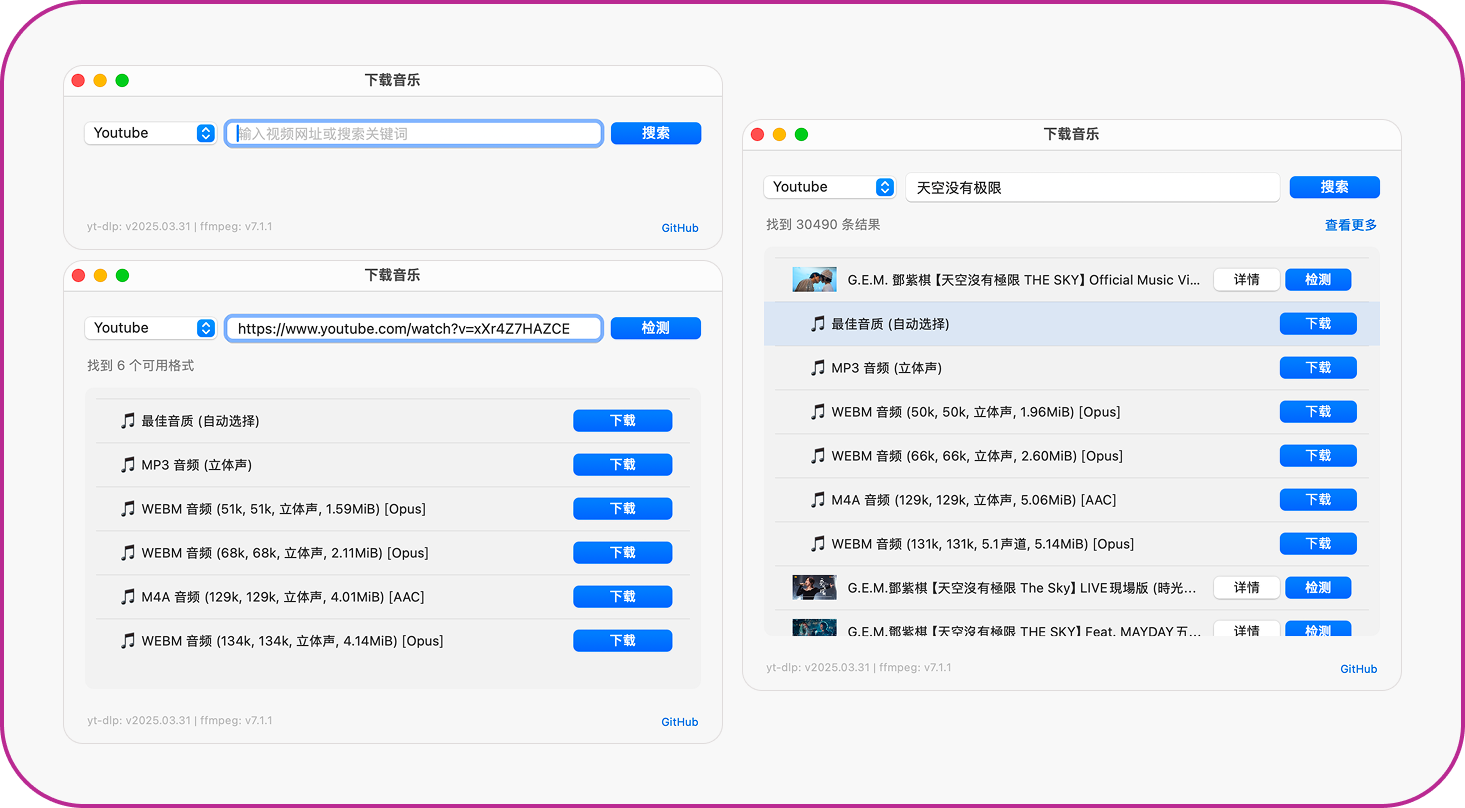 下载音乐
Youtube 输入视频网址或搜索关键词 搜索
yt-dlp: v2025.03.31 | ffmpeg: v7.1.1 GitHub
下载音乐
Youtube https://www.youtube.com/watch?v=xXr4Z7HAZCE 检测
找到 6 个可用格式
最佳音质 (自动选择) 下载
MP3 音频 (立体声) 下载
WEBM 音频 (51k, 51k, 立体声, 1.59MiB) [Opus] 下载
WEBM 音频 (68k, 68k, 立体声, 2.11MiB) [Opus] 下载
M4A 音频 (129k, 129k, 立体声, 4.01MiB) [AAC] 下载
WEBM 音频 (134k, 134k, 立体声, 4.14MiB) [Opus] 下载
yt-dlp: v2025.03.31 | ffmpeg: v7.1.1 GitHub
下载音乐
Youtube 天空没有极限 搜索
找到 30490 条结果 查看更多
G.E.M. 鄧紫棋【天空沒有極限 THE SKY】Official Music Vi... 详情 检测
最佳音质 (自动选择) 下载
MP3 音频 (立体声) 下载
WEBM 音频 (50k, 50k, 立体声, 1.96MiB) [Opus] 下载
WEBM 音频 (66k, 66k, 立体声, 2.60MiB) [Opus] 下载
M4A 音频 (129k, 129k, 立体声, 5.06MiB) [AAC] 下载
WEBM 音频 (131k, 131k, 5.1声道, 5.14MiB) [Opus] 下载
G.E.M.鄧紫棋【天空沒有極限 The Sky】LIVE現場版 (時光... 详情 检测
G.E.M.鄧紫棋【天空沒有極限 THE SKY】Feat. MAYDAY五... 详情 检测
yt-dlp: v2025.03.31 | ffmpeg: v7.1.1 GitHub